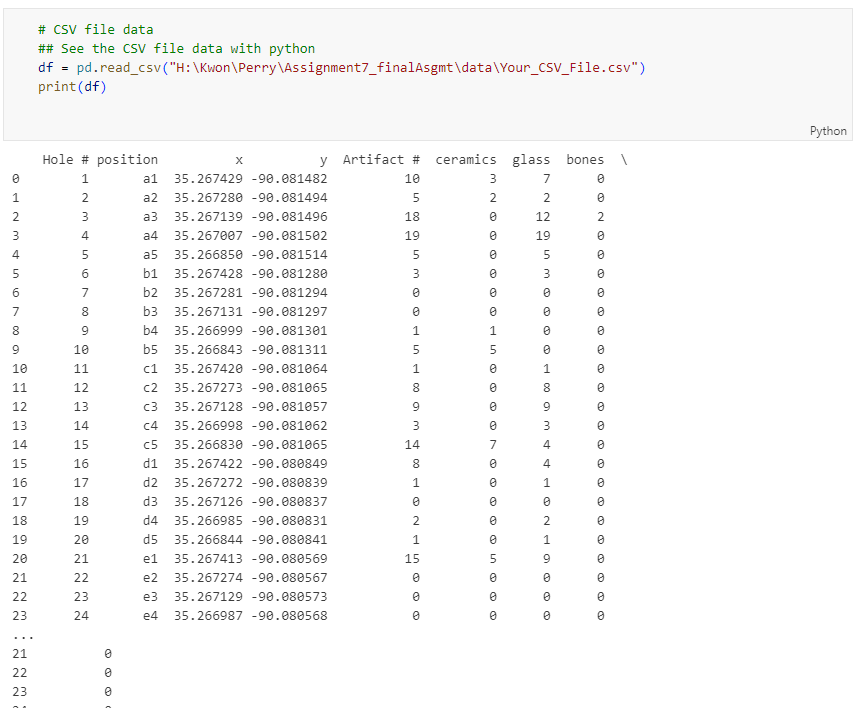 # CSV file data
## See the CSV file data with python
df = pd.read_csv("H:\Kwon\Perry\Assignment7_finalAsgmt\data\Your_CSV_File.csv")
print(df)
Python
Hole # position x y Artifact # ceramics glass bones \
0 1 a1 35.267429 -90.081482 10 3 7 0
1 2 a2 35.267280 -90.081494 5 2 2 0
2 3 a3 35.267139 -90.081496 18 0 12 2
3 4 a4 35.267007 -90.081502 19 0 19 0
4 5 a5 35.266850 -90.081514 5 0 5 0
5 6 b1 35.267428 -90.081280 3 0 3 0
6 7 b2 35.267281 -90.081294 0 0 0 0
7 8 b3 35.267131 -90.081297 0 0 0 0
8 9 b4 35.266999 -90.081301 1 1 0 0
9 10 b5 35.266843 -90.081311 5 5 0 0
10 11 c1 35.267420 -90.081064 1 0 1 0
11 12 c2 35.267273 -90.081065 8 0 8 0
12 13 c3 35.267128 -90.081057 9 0 9 0
13 14 c4 35.266998 -90.081062 3 0 3 0
14 15 c5 35.266830 -90.081065 14 7 4 0
15 16 d1 35.267422 -90.080849 8 0 4 0
16 17 d2 35.267272 -90.080839 1 0 1 0
17 18 d3 35.267126 -90.080837 0 0 0 0
18 19 d4 35.266985 -90.080831 2 0 2 0
19 20 d5 35.266844 -90.080841 1 0 1 0
20 21 e1 35.267413 -90.080569 15 5 9 0
21 22 e2 35.267274 -90.080567 0 0 0 0
22 23 e3 35.267129 -90.080573 0 0 0 0
23 24 e4 35.266987 -90.080568 0 0 0 0
...
21 0
22 0
23 0